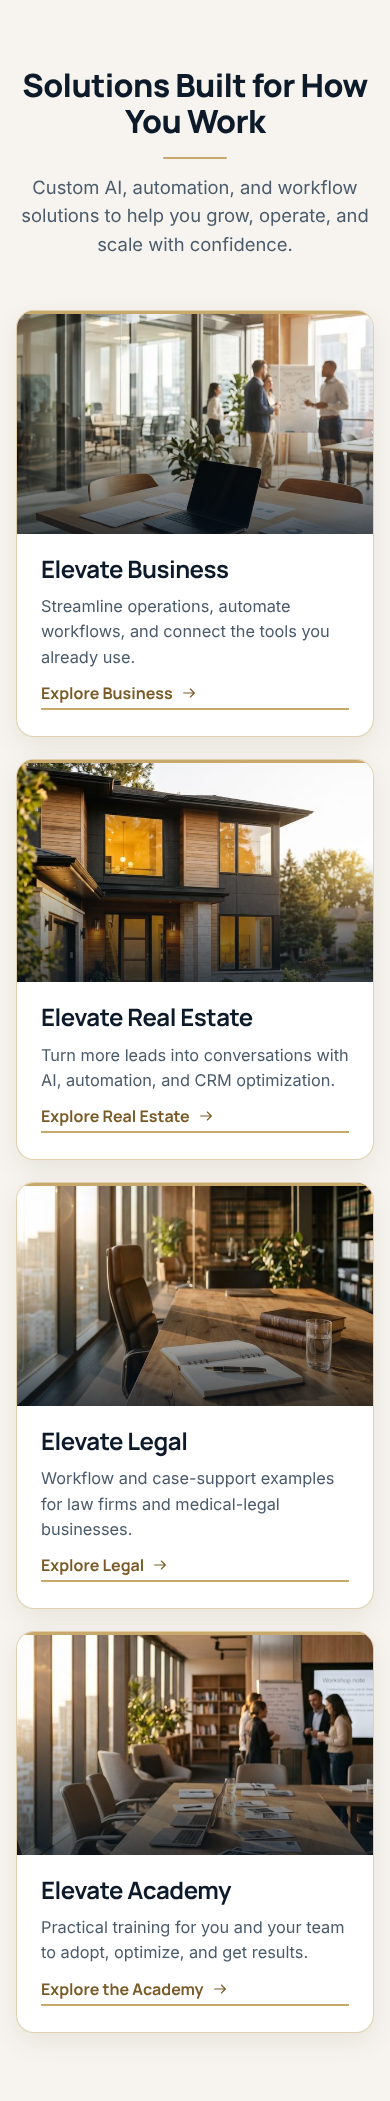 Solutions Built for How
You Work
Custom AI, automation, and workflow
solutions to help you grow, operate, and
scale with confidence.
Elevate Business
Streamline operations, automate
workflows, and connect the tools you
already use.
Explore Business →
Elevate Real Estate
Turn more leads into conversations with
AI, automation, and CRM optimization.
Explore Real Estate →
Elevate Legal
Workflow and case-support examples
for law firms and medical-legal
businesses.
Explore Legal →
Workshop note
Elevate Academy
Practical training for you and your team
to adopt, optimize, and get results.
Explore the Academy →